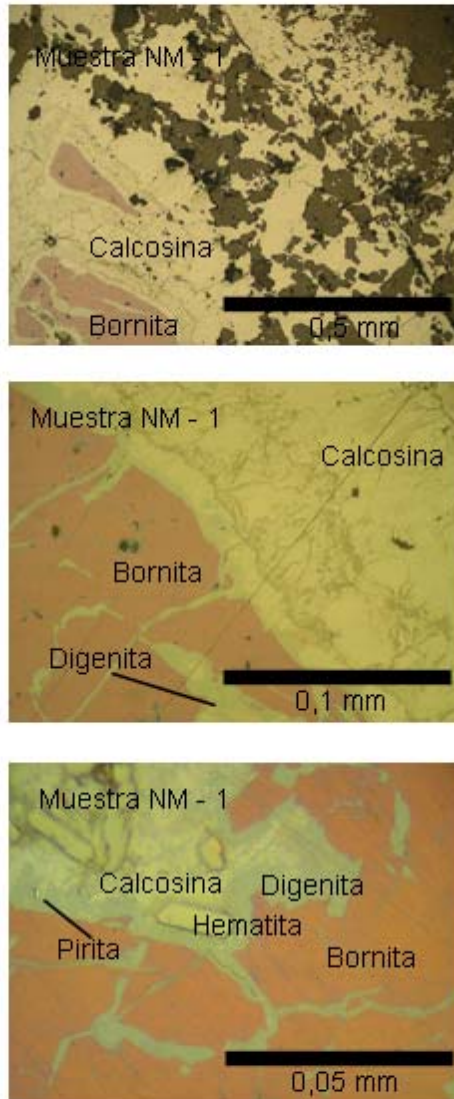 Muestra NM - 1
Calcosina
Bornita
0,5 mm
Muestra NM - 1
Calcosina
Bornita
Digenita
0,1 mm
Muestra NM - 1
Calcosina Digenita
Hematita
Pirita
Bornita
0,05 mm